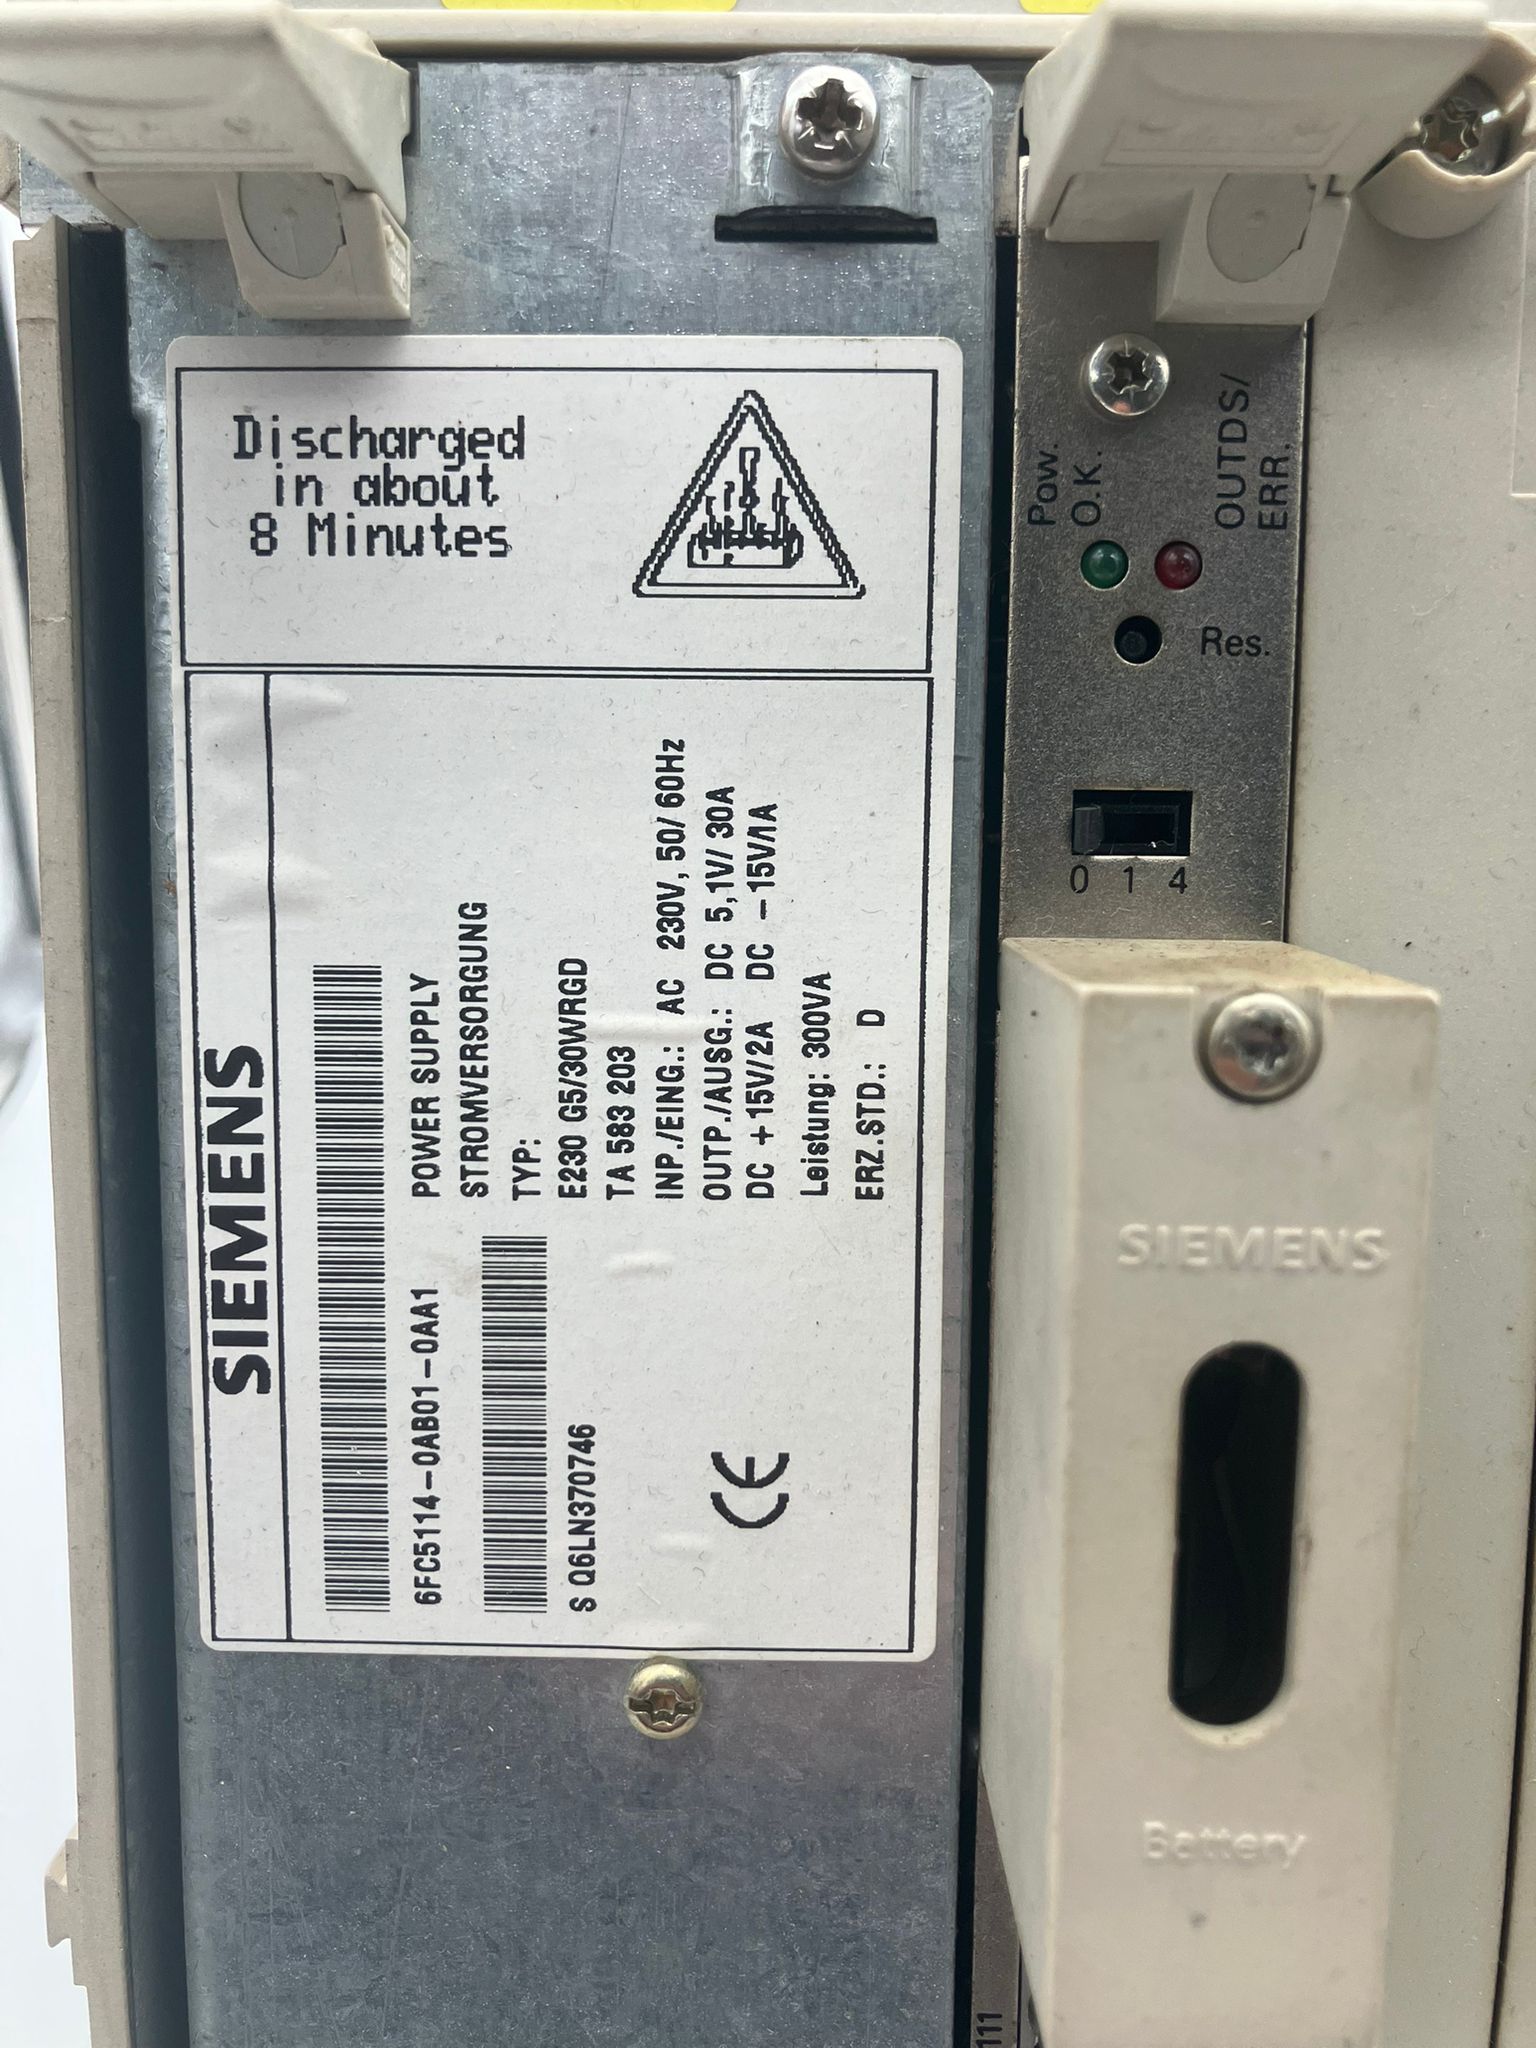 Discharged
in about
8 Minutes
SIEMENS
6FC5114-0AB01-0AA1
S Q6LN370746
POWER SUPPLY
STROMVERSORGUNG
TYP:
E230 G5/30WRGD
TA 583 203
INP./EING.: AC 230V, 50/ 60Hz
OUTP./AUSG.: DC 5,1V/ 30A
DC +15V/2A DC -15V/1A
Leistung: 300VA
ERZ.STD.: D
CE
Pow.
O.K.
OUTDS/
ERR.
Res.
0 1 4
SIEMENS
Battery
111